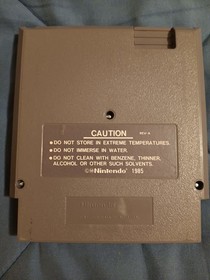 CAUTION
REV-A
• DO NOT STORE IN EXTREME TEMPERATURES.
• DO NOT IMMERSE IN WATER.
• DO NOT CLEAN WITH BENZENE, THINNER,
ALCOHOL OR OTHER SUCH SOLVENTS.
©Nintendo® 1985